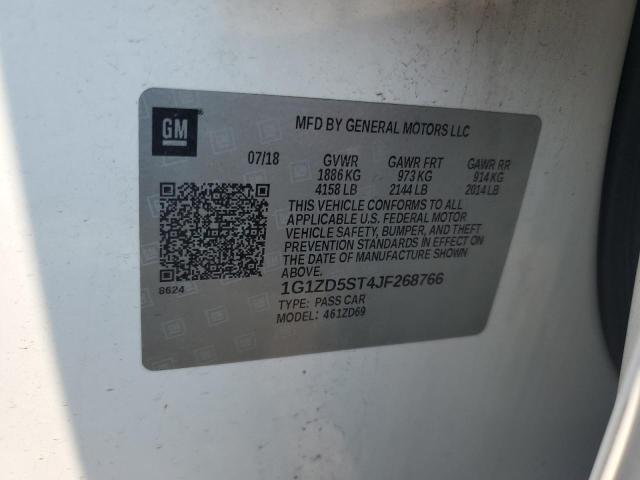 GM
MFD BY GENERAL MOTORS LLC
07/18 GVWR GAWR FRT GAWR RR
1886 KG 973 KG 914 KG
4158 LB 2144 LB 2014 LB
THIS VEHICLE CONFORMS TO ALL
APPLICABLE U.S. FEDERAL MOTOR
VEHICLE SAFETY, BUMPER, AND THEFT
PREVENTION STANDARDS IN EFFECT ON
THE DATE OF MANUFACTURE SHOWN
ABOVE.
8624
1G1ZD5ST4JF268766
TYPE: PASS CAR
MODEL: 461ZD69